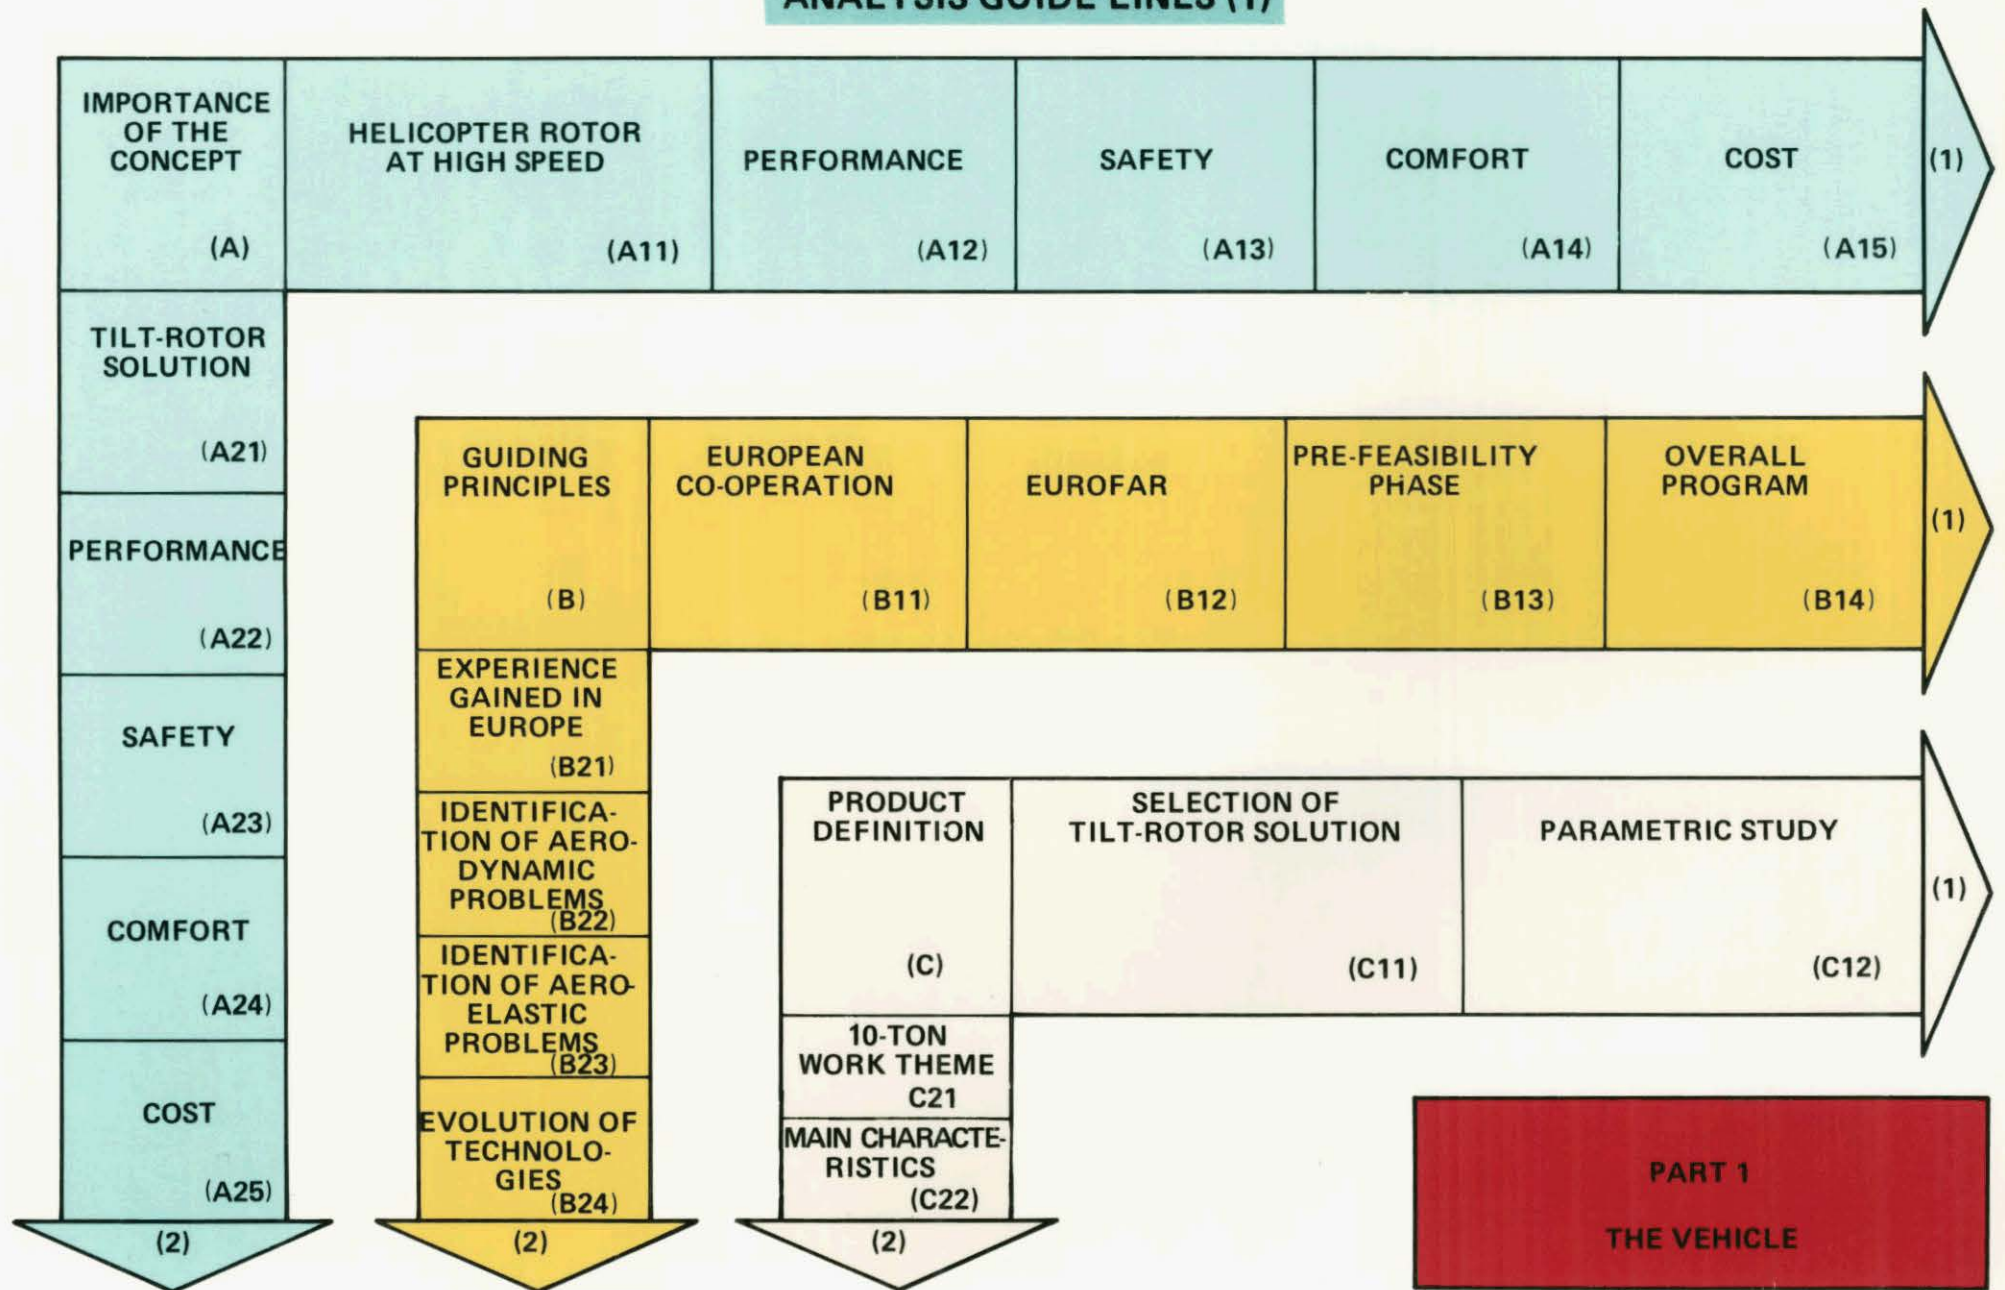 ANALYSIS GUIDE LINES (1)
IMPORTANCE
OF THE
CONCEPT
(A)
HELICOPTER ROTOR
AT HIGH SPEED
(A11)
PERFORMANCE
(A12)
SAFETY
(A13)
COMFORT
(A14)
COST
(A15)
(1)
TILT-ROTOR
SOLUTION
(A21)
PERFORMANCE
(A22)
SAFETY
(A23)
COMFORT
(A24)
COST
(A25)
(2)
GUIDING
PRINCIPLES
(B)
EUROPEAN
CO-OPERATION
(B11)
EUROFAR
(B12)
PRE-FEASIBILITY
PHASE
(B13)
OVERALL
PROGRAM
(B14)
(1)
EXPERIENCE
GAINED IN
EUROPE
(B21)
IDENTIFICA-
TION OF AERO-
DYNAMIC
PROBLEMS
(B22)
IDENTIFICA-
TION OF AERO-
ELASTIC
PROBLEMS
(B23)
EVOLUTION OF
TECHNOLO-
GIES
(B24)
(2)
PRODUCT
DEFINITION
(C)
SELECTION OF
TILT-ROTOR SOLUTION
(C11)
PARAMETRIC STUDY
(C12)
(1)
10-TON
WORK THEME
C21
MAIN CHARACTE-
RISTICS
(C22)
(2)
PART 1
THE VEHICLE